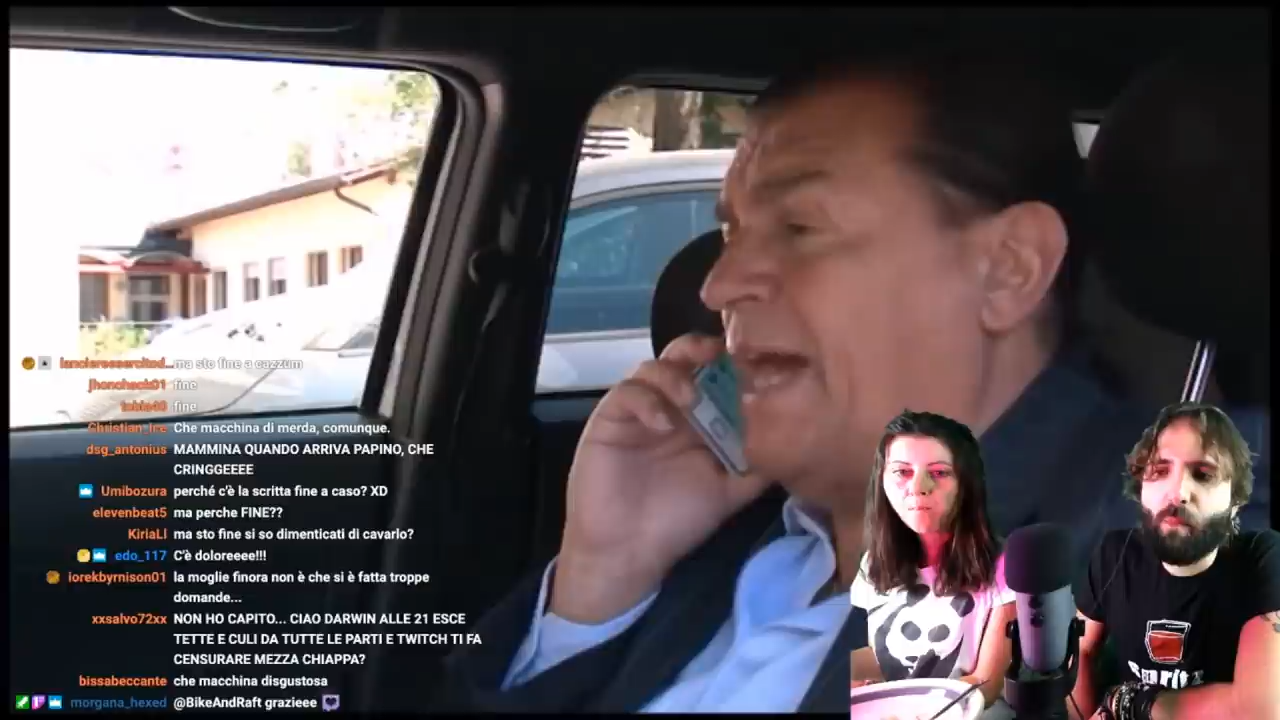 lanciereesercitod... ma sto fine a cazzum
jhoncheck01 fine
fine
Christian_Ice Che macchina di merda, comunque.
dsg_antonius MAMMINA QUANDO ARRIVA PAPINO, CHE
CRINGGEEEE
Umibozura perché c'è la scritta fine a caso? XD
elevenbeat5 ma perche FINE??
KiriaLI ma sto fine si so dimenticati di cavarlo?
edo_117 C'è doloreeee!!!
iorekbyrnison01 la moglie finora non è che si è fatta troppe
domande...
xxsalvo72xx NON HO CAPITO... CIAO DARWIN ALLE 21 ESCE
TETTE E CULI DA TUTTE LE PARTI E TWITCH TI FA
CENSURARE MEZZA CHIAPPA?
bissabeccante che macchina disgustosa
morgana_hexed @BikeAndRaft grazieee